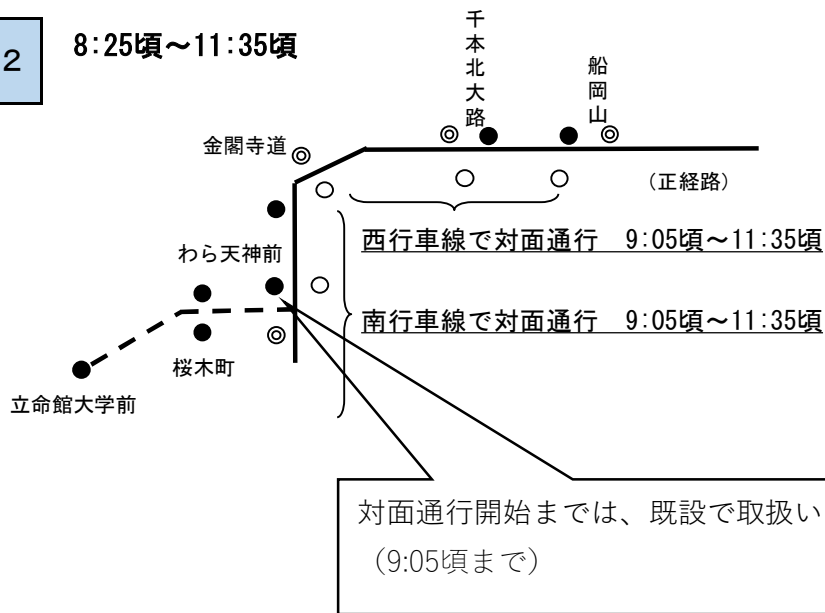 2
8:25頃～11:35頃
千本北大路
船岡山
金閣寺道
（正経路）
わら天神前
西行車線で対面通行　9:05頃～11:35頃
南行車線で対面通行　9:05頃～11:35頃
桜木町
立命館大学前
対面通行開始までは、既設で取扱い
（9:05頃まで）